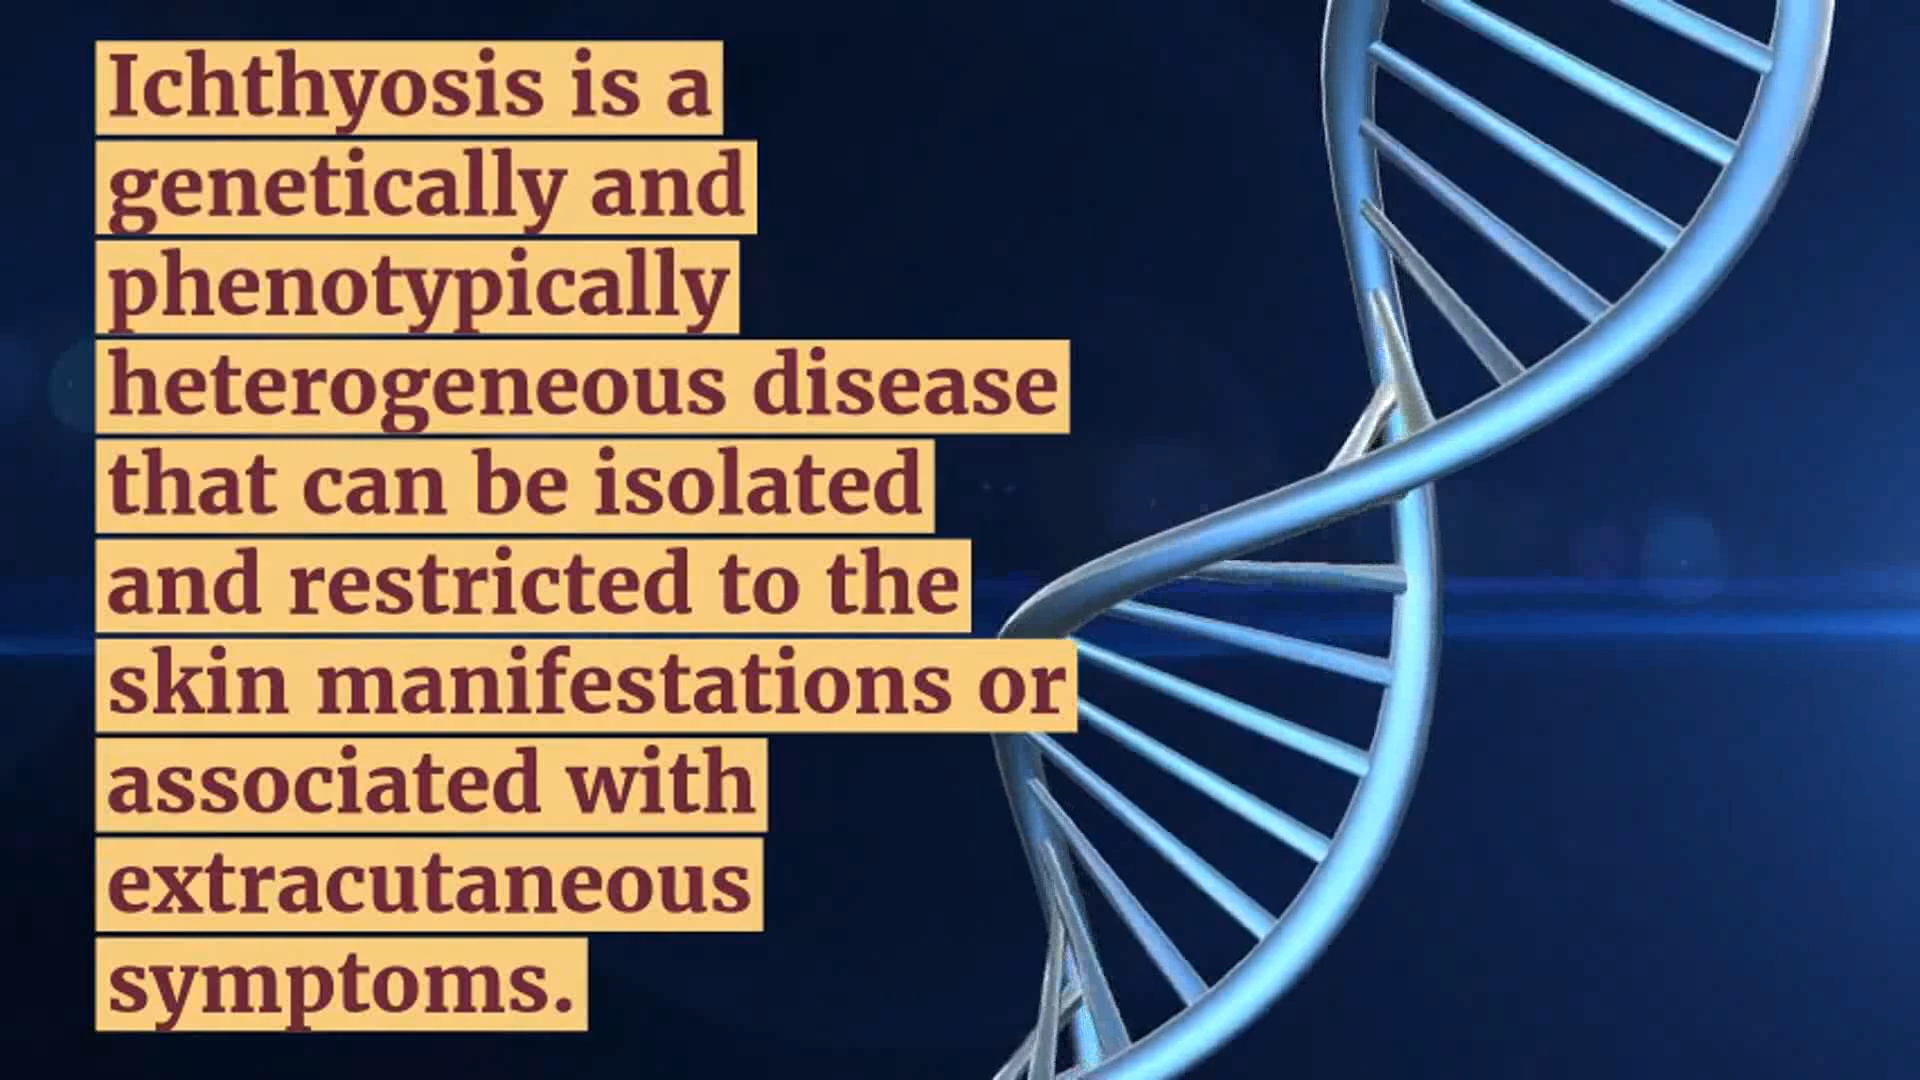 Ichthyosis is a
genetically and
phenotypically
heterogeneous disease
that can be isolated
and restricted to the
skin manifestations or
associated with
extracutaneous
symptoms.